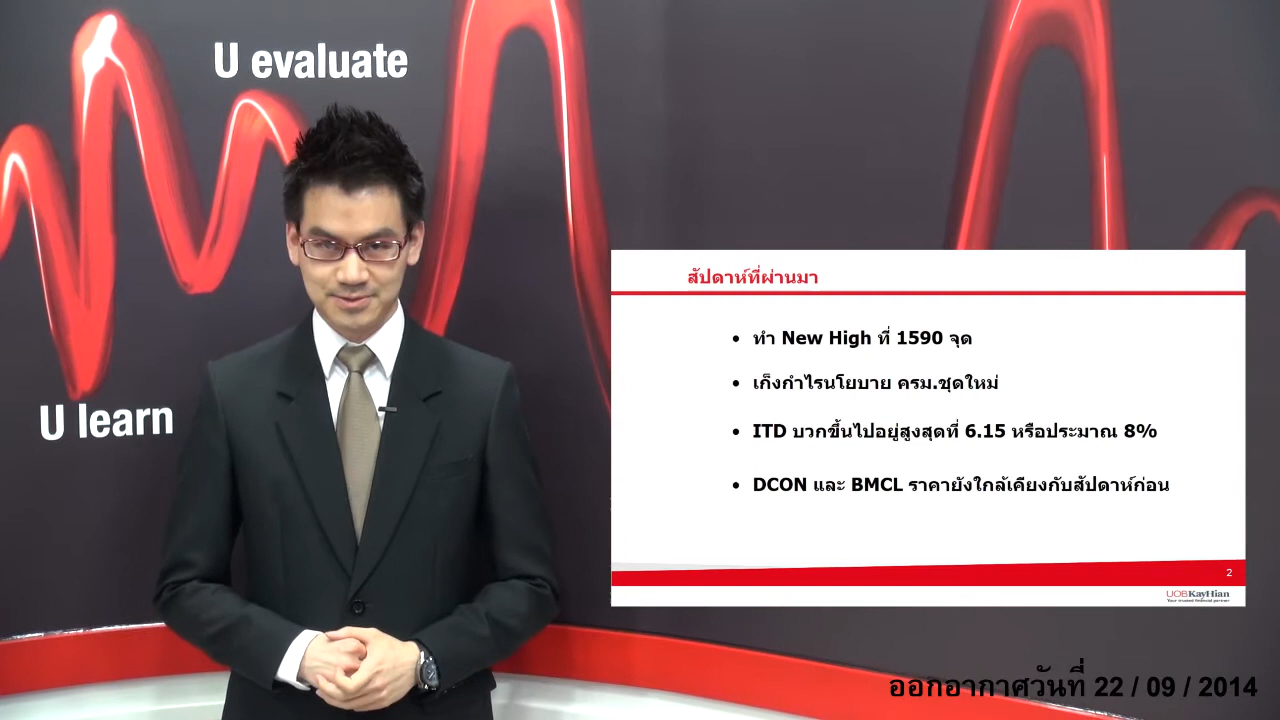 U evaluate
U learn
สัปดาห์ที่ผ่านมา
• ทำ New High ที่ 1590 จุด
• เก็งกำไรนโยบาย ครม.ชุดใหม่
• ITD บวกขึ้นไปอยู่สูงสุดที่ 6.15 หรือประมาณ 8%
• DCON และ BMCL ราคายังใกล้เคียงกับสัปดาห์ก่อน
2
UOBKayHian
Your trusted financial partner
ออกอากาศวันที่ 22 / 09 / 2014